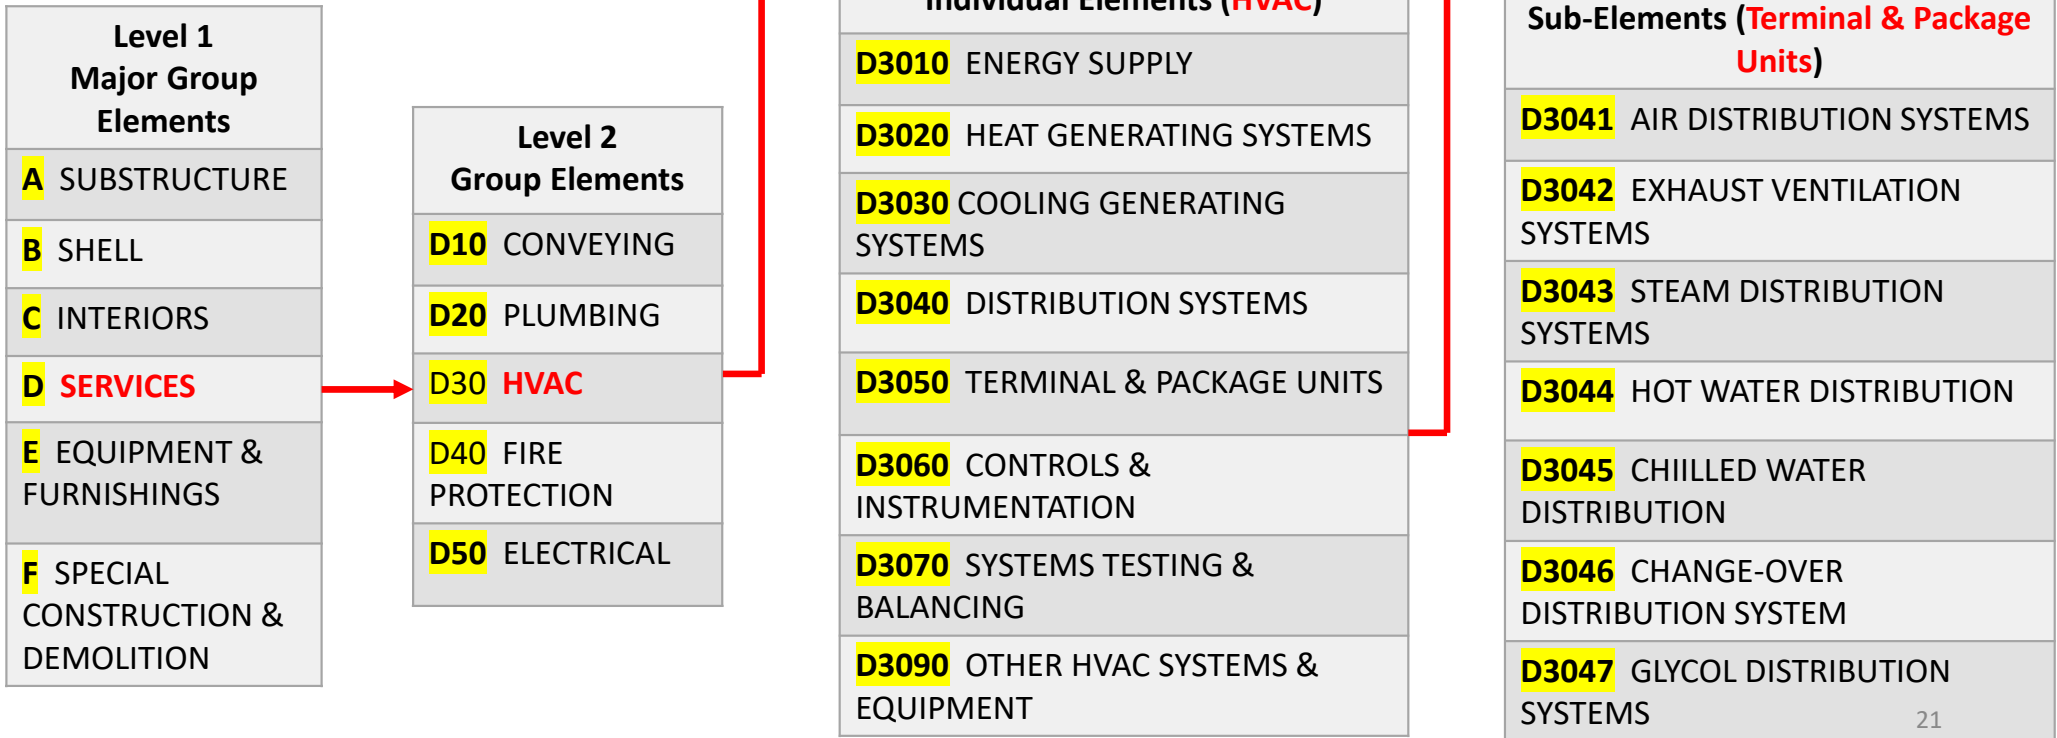 Level 1
Major Group
Elements
A SUBSTRUCTURE
B SHELL
C INTERIORS
D SERVICES
E EQUIPMENT &
FURNISHINGS
F SPECIAL
CONSTRUCTION &
DEMOLITION
Level 2
Group Elements
D10 CONVEYING
D20 PLUMBING
D30 HVAC
D40 FIRE
PROTECTION
D50 ELECTRICAL
Individual Elements (HVAC)
D3010 ENERGY SUPPLY
D3020 HEAT GENERATING SYSTEMS
D3030 COOLING GENERATING
SYSTEMS
D3040 DISTRIBUTION SYSTEMS
D3050 TERMINAL & PACKAGE UNITS
D3060 CONTROLS &
INSTRUMENTATION
D3070 SYSTEMS TESTING &
BALANCING
D3090 OTHER HVAC SYSTEMS &
EQUIPMENT
Sub-Elements (Terminal & Package
Units)
D3041 AIR DISTRIBUTION SYSTEMS
D3042 EXHAUST VENTILATION
SYSTEMS
D3043 STEAM DISTRIBUTION
SYSTEMS
D3044 HOT WATER DISTRIBUTION
D3045 CHIILLED WATER
DISTRIBUTION
D3046 CHANGE-OVER
DISTRIBUTION SYSTEM
D3047 GLYCOL DISTRIBUTION
SYSTEMS
21